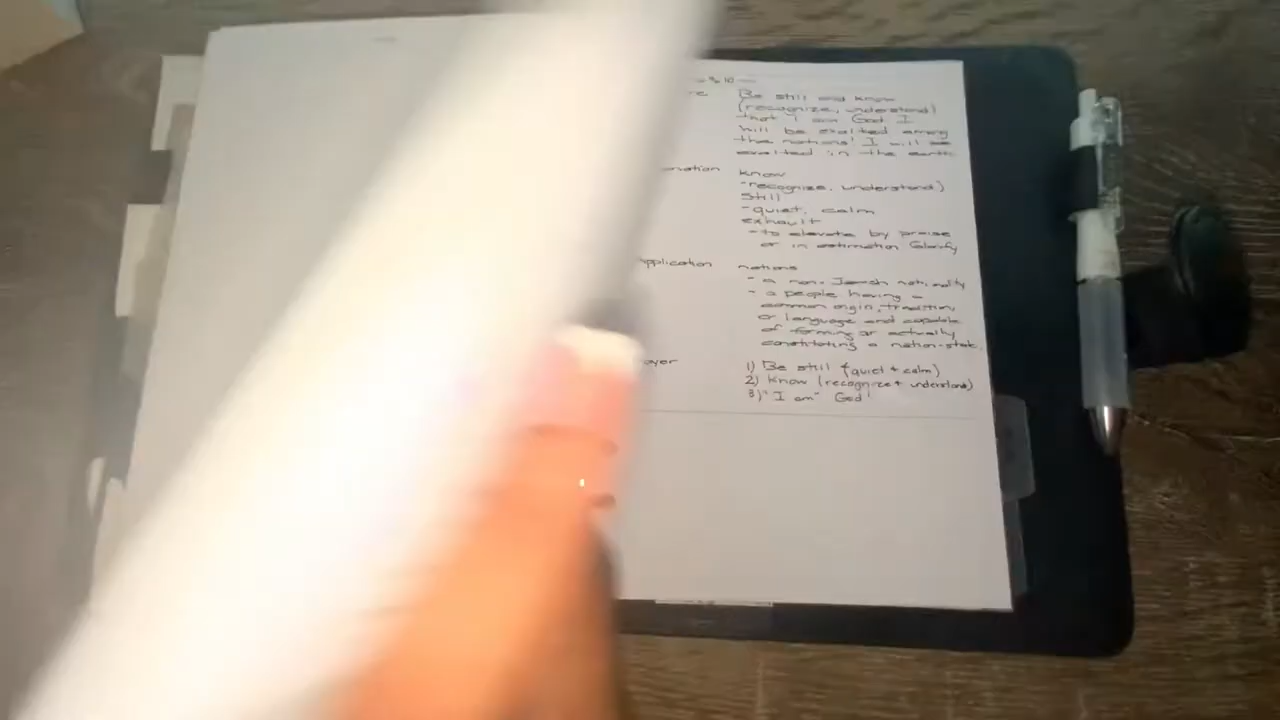 Be still and know
(recognize, understand)
that I am God I
will be exalted among
the nations! I will be
exalted in the earth
Know
-recognize, understand)
Still
-quiet, calm
exhault
-to elevate by praise
or in estimation Glorify
application nations
- a non-Jewish nationality
- a people having a
common origin, tradition,
or language and capable
of forming or actually
constituting a nation-state
1) Be still (quiet + calm)
2) Know (recognize + understand)
3) "I am" God!